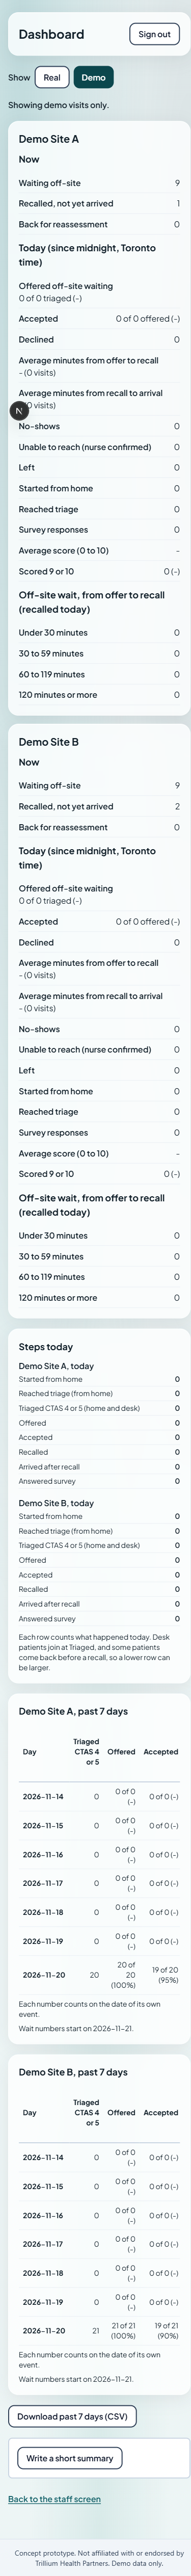 Dashboard
Sign out
Show
Real
Demo
Showing demo visits only.
Demo Site A
Now
Waiting off-site 9
Recalled, not yet arrived 1
Back for reassessment 0
Today (since midnight, Toronto
time)
Offered off-site waiting
0 of 0 triaged (-)
Accepted 0 of 0 offered (-)
Declined 0
Average minutes from offer to recall
- (0 visits)
Average minutes from recall to arrival
(0 visits)
N
No-shows 0
Unable to reach (nurse confirmed) 0
Left 0
Started from home 0
Reached triage 0
Survey responses 0
Average score (0 to 10) -
Scored 9 or 10 0 (-)
Off-site wait, from offer to recall
(recalled today)
Under 30 minutes 0
30 to 59 minutes 0
60 to 119 minutes 0
120 minutes or more 0
Demo Site B
Now
Waiting off-site 9
Recalled, not yet arrived 2
Back for reassessment 0
Today (since midnight, Toronto
time)
Offered off-site waiting
0 of 0 triaged (-)
Accepted 0 of 0 offered (-)
Declined 0
Average minutes from offer to recall
- (0 visits)
Average minutes from recall to arrival
- (0 visits)
No-shows 0
Unable to reach (nurse confirmed) 0
Left 0
Started from home 0
Reached triage 0
Survey responses 0
Average score (0 to 10) -
Scored 9 or 10 0 (-)
Off-site wait, from offer to recall
(recalled today)
Under 30 minutes 0
30 to 59 minutes 0
60 to 119 minutes 0
120 minutes or more 0
Steps today
Demo Site A, today
Started from home 0
Reached triage (from home) 0
Triaged CTAS 4 or 5 (home and desk) 0
Offered 0
Accepted 0
Recalled 0
Arrived after recall 0
Answered survey 0
Demo Site B, today
Started from home 0
Reached triage (from home) 0
Triaged CTAS 4 or 5 (home and desk) 0
Offered 0
Accepted 0
Recalled 0
Arrived after recall 0
Answered survey 0
Each row counts what happened today. Desk
patients join at Triaged, and some patients
come back before a recall, so a lower row can
be larger.
Demo Site A, past 7 days
Day Triaged CTAS 4 or 5 Offered Accepted
2026-11-14 0 0 of 0 (-) 0 of 0 (-)
2026-11-15 0 0 of 0 (-) 0 of 0 (-)
2026-11-16 0 0 of 0 (-) 0 of 0 (-)
2026-11-17 0 0 of 0 (-) 0 of 0 (-)
2026-11-18 0 0 of 0 (-) 0 of 0 (-)
2026-11-19 0 0 of 0 (-) 0 of 0 (-)
2026-11-20 20 20 of 20 (100%) 19 of 20 (95%)
Each number counts on the date of its own
event.
Wait numbers start on 2026-11-21.
Demo Site B, past 7 days
Day Triaged CTAS 4 or 5 Offered Accepted
2026-11-14 0 0 of 0 (-) 0 of 0 (-)
2026-11-15 0 0 of 0 (-) 0 of 0 (-)
2026-11-16 0 0 of 0 (-) 0 of 0 (-)
2026-11-17 0 0 of 0 (-) 0 of 0 (-)
2026-11-18 0 0 of 0 (-) 0 of 0 (-)
2026-11-19 0 0 of 0 (-) 0 of 0 (-)
2026-11-20 21 21 of 21 (100%) 19 of 21 (90%)
Each number counts on the date of its own
event.
Wait numbers start on 2026-11-21.
Download past 7 days (CSV)
Write a short summary
Back to the staff screen
Concept prototype. Not affiliated with or endorsed by
Trillium Health Partners. Demo data only.